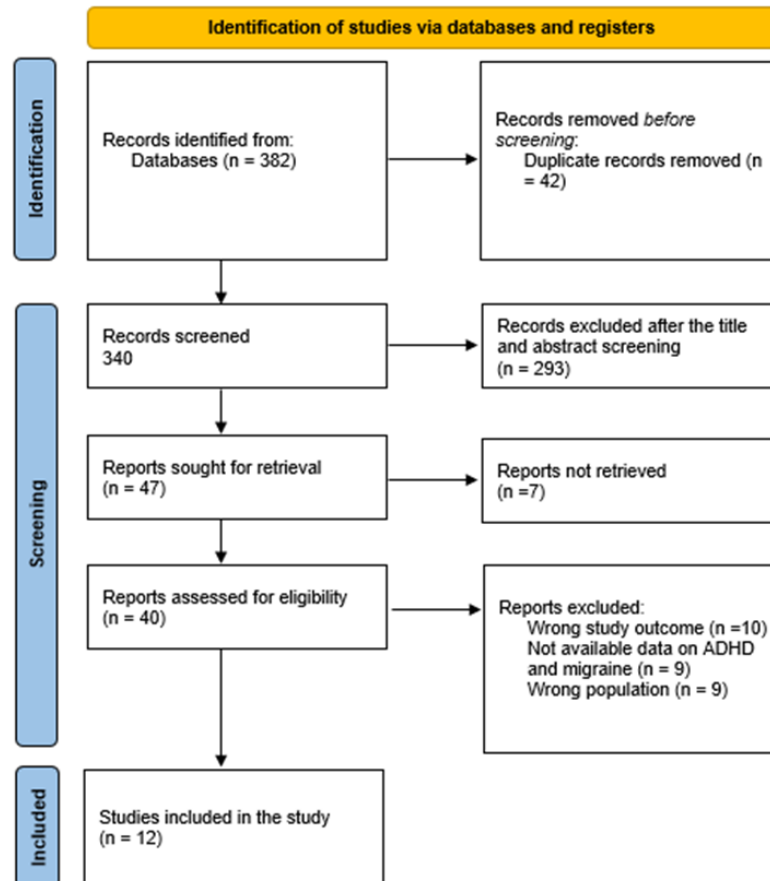 Identification of studies via databases and registers
Identification
Records identified from:
Databases (n = 382)
Records removed before
screening:
Duplicate records removed (n
= 42)
Screening
Records screened
340
Records excluded after the title
and abstract screening
(n = 293)
Reports sought for retrieval
(n = 47)
Reports not retrieved
(n =7)
Reports assessed for eligibility
(n = 40)
Reports excluded:
Wrong study outcome (n =10)
Not available data on ADHD
and migraine (n = 9)
Wrong population (n = 9)
Included
Studies included in the study
(n = 12)